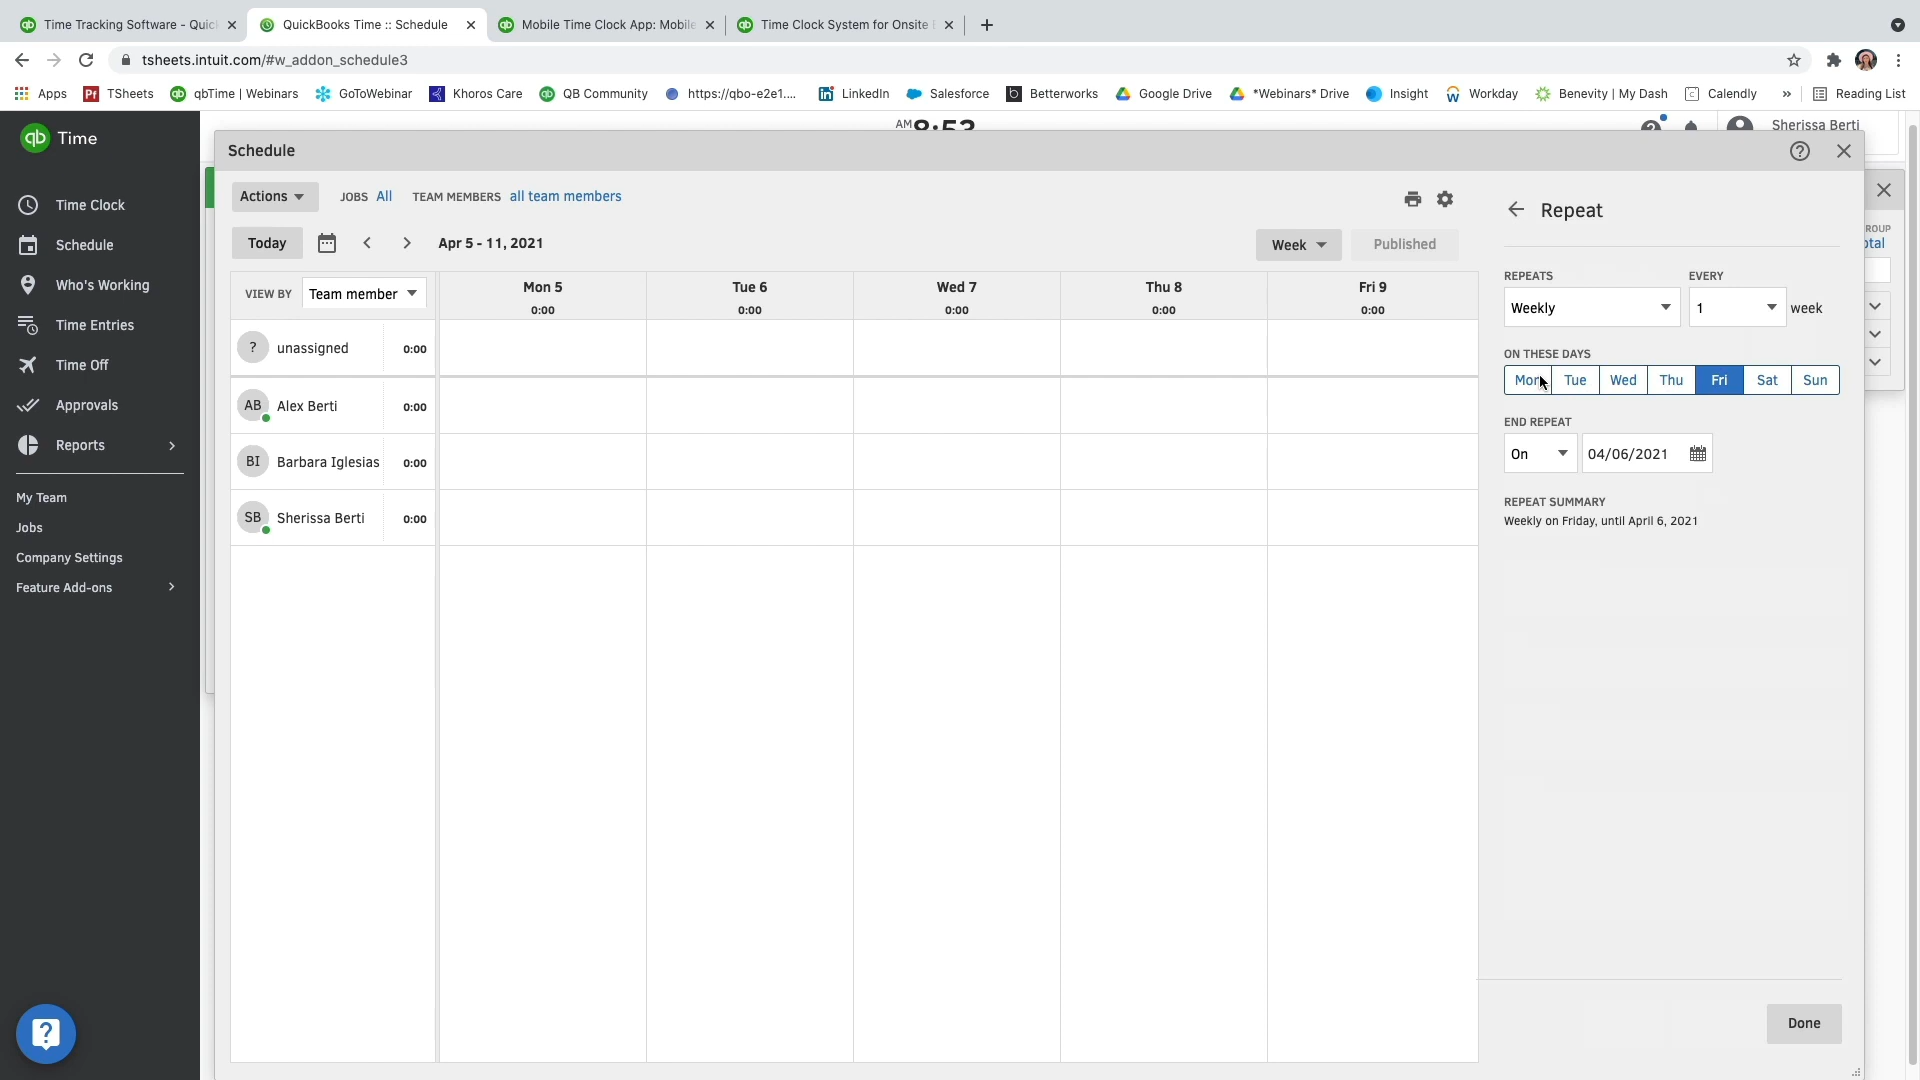 Time Tracking Software - Quic
QuickBooks Time :: Schedule
Mobile Time Clock App: Mobile
Time Clock System for Onsite E
tsheets.intuit.com/#w_addon_schedule3
Apps
TSheets
qbTime | Webinars
GoToWebinar
Khoros Care
QB Community
https://qbo-e2e1....
LinkedIn
Salesforce
Betterworks
Google Drive
*Webinars* Drive
Insight
Workday
Benevity | My Dash
Calendly
»
Reading List
qb Time
AM 8:53
Sherissa Berti
Time Clock
Schedule
Who's Working
Time Entries
Time Off
Approvals
Reports
My Team
Jobs
Company Settings
Feature Add-ons
Schedule
Actions
JOBS All
TEAM MEMBERS all team members
Today
Apr 5 - 11, 2021
Week
Published
VIEW BY Team member
Mon 5
0:00
Tue 6
0:00
Wed 7
0:00
Thu 8
0:00
Fri 9
0:00
? unassigned 0:00
AB Alex Berti 0:00
BI Barbara Iglesias 0:00
SB Sherissa Berti 0:00
Repeat
REPEATS
EVERY
Weekly
1 week
ON THESE DAYS
Mon Tue Wed Thu Fri Sat Sun
END REPEAT
On 04/06/2021
REPEAT SUMMARY
Weekly on Friday, until April 6, 2021
Done
ROUP
otal